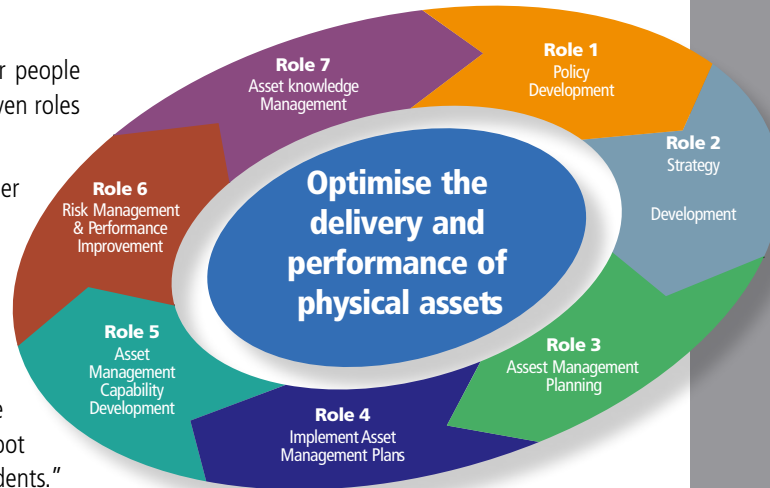 r people
ven roles
er
e
oot
dents."
Role 1
Policy
Development
Role 2
Strategy
Development
Role 3
Assest Management
Planning
Role 4
Implement Asset
Management Plans
Role 5
Asset
Management
Capability
Development
Role 6
Risk Management
& Performance
Improvement
Role 7
Asset knowledge
Management
Optimise the
delivery and
performance of
physical assets